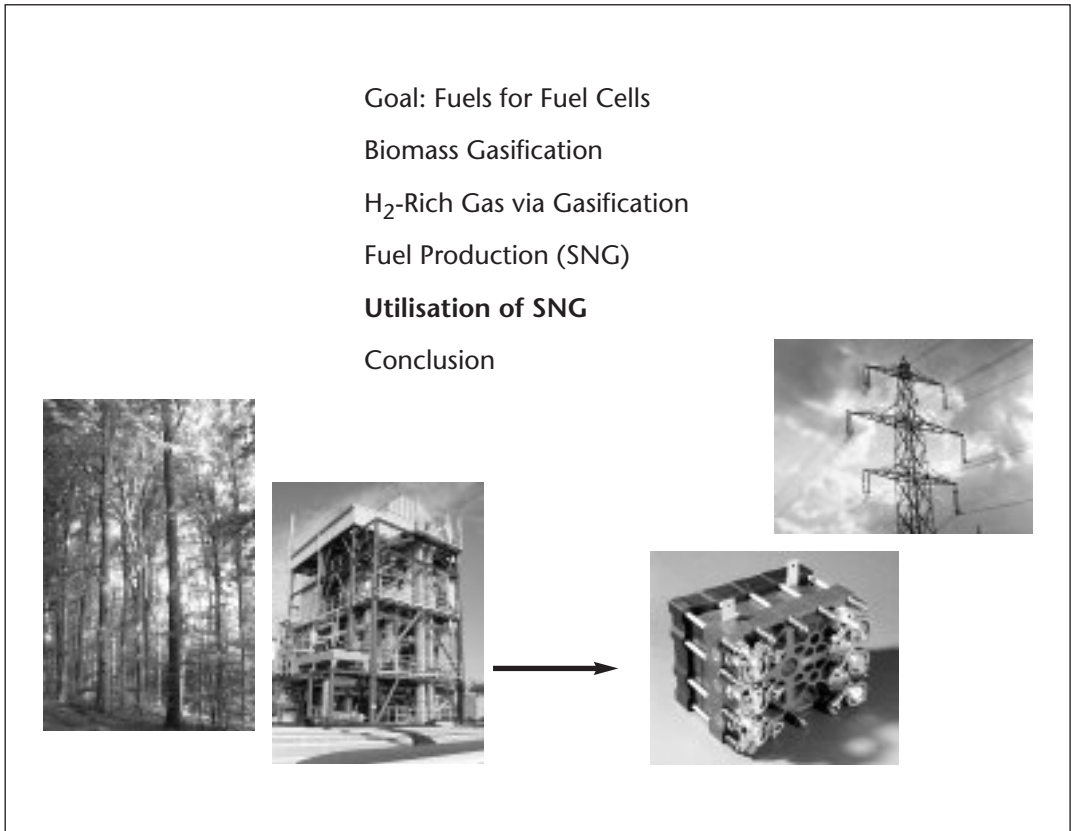 Goal: Fuels for Fuel Cells
Biomass Gasification
H₂-Rich Gas via Gasification
Fuel Production (SNG)
Utilisation of SNG
Conclusion